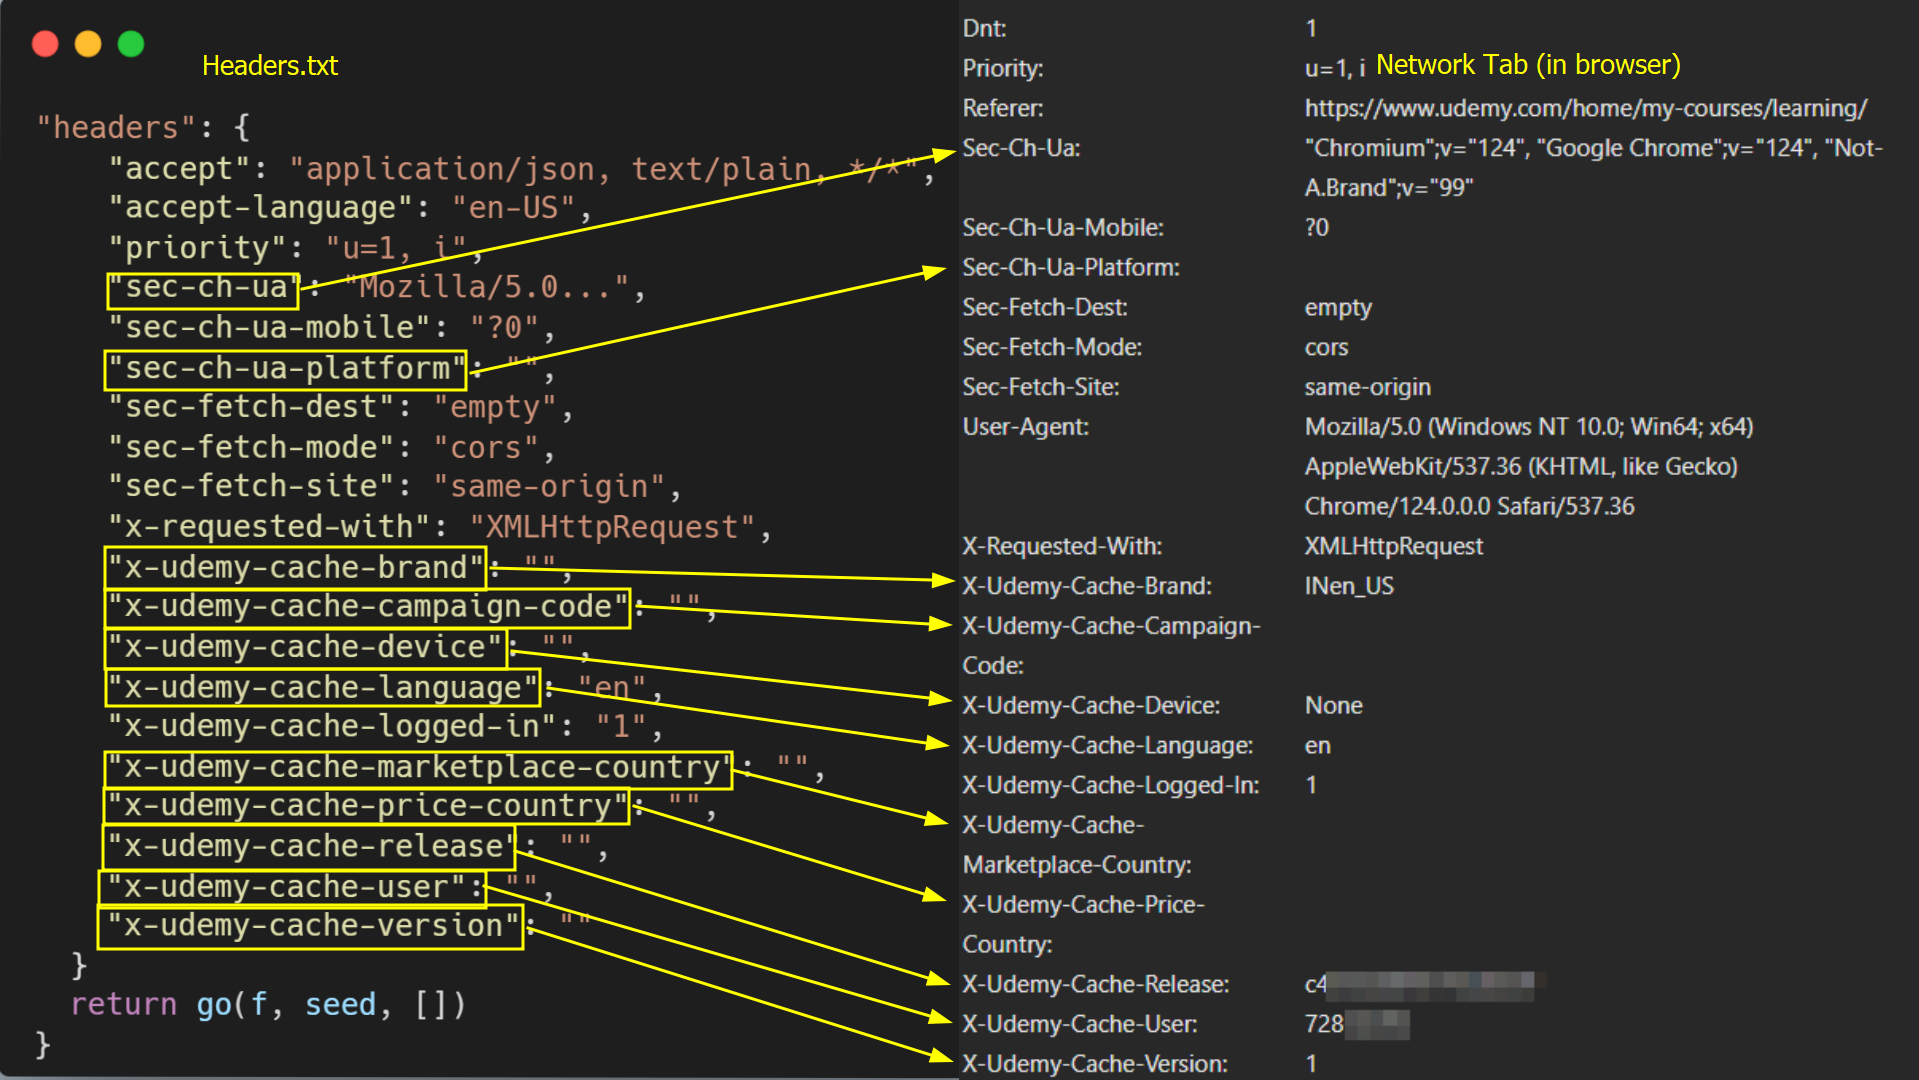 Headers.txt
"headers": {
"accept": "application/json, text/plain, */*",
"accept-language": "en-US",
"priority": "u=1, i",
"sec-ch-ua": "Mozilla/5.0...",
"sec-ch-ua-mobile": "?0",
"sec-ch-ua-platform": "",
"sec-fetch-dest": "empty",
"sec-fetch-mode": "cors",
"sec-fetch-site": "same-origin",
"x-requested-with": "XMLHttpRequest",
"x-udemy-cache-brand": "",
"x-udemy-cache-campaign-code": "",
"x-udemy-cache-device": "",
"x-udemy-cache-language": "en",
"x-udemy-cache-logged-in": "1",
"x-udemy-cache-marketplace-country": "",
"x-udemy-cache-price-country": "",
"x-udemy-cache-release": "",
"x-udemy-cache-user": "",
"x-udemy-cache-version": ""
}
return go(f, seed, [])
}
Network Tab (in browser)
Dnt: 1
Priority: u=1, i
Referer: https://www.udemy.com/home/my-courses/learning/
Sec-Ch-Ua: "Chromium";v="124", "Google Chrome";v="124", "Not-
A.Brand";v="99"
Sec-Ch-Ua-Mobile: ?0
Sec-Ch-Ua-Platform:
Sec-Fetch-Dest: empty
Sec-Fetch-Mode: cors
Sec-Fetch-Site: same-origin
User-Agent: Mozilla/5.0 (Windows NT 10.0; Win64; x64)
AppleWebKit/537.36 (KHTML, like Gecko)
Chrome/124.0.0.0 Safari/537.36
X-Requested-With: XMLHttpRequest
X-Udemy-Cache-Brand: INen_US
X-Udemy-Cache-Campaign-
Code:
X-Udemy-Cache-Device: None
X-Udemy-Cache-Language: en
X-Udemy-Cache-Logged-In: 1
X-Udemy-Cache-
Marketplace-Country:
X-Udemy-Cache-Price-
Country:
X-Udemy-Cache-Release: c4
X-Udemy-Cache-User: 728
X-Udemy-Cache-Version: 1